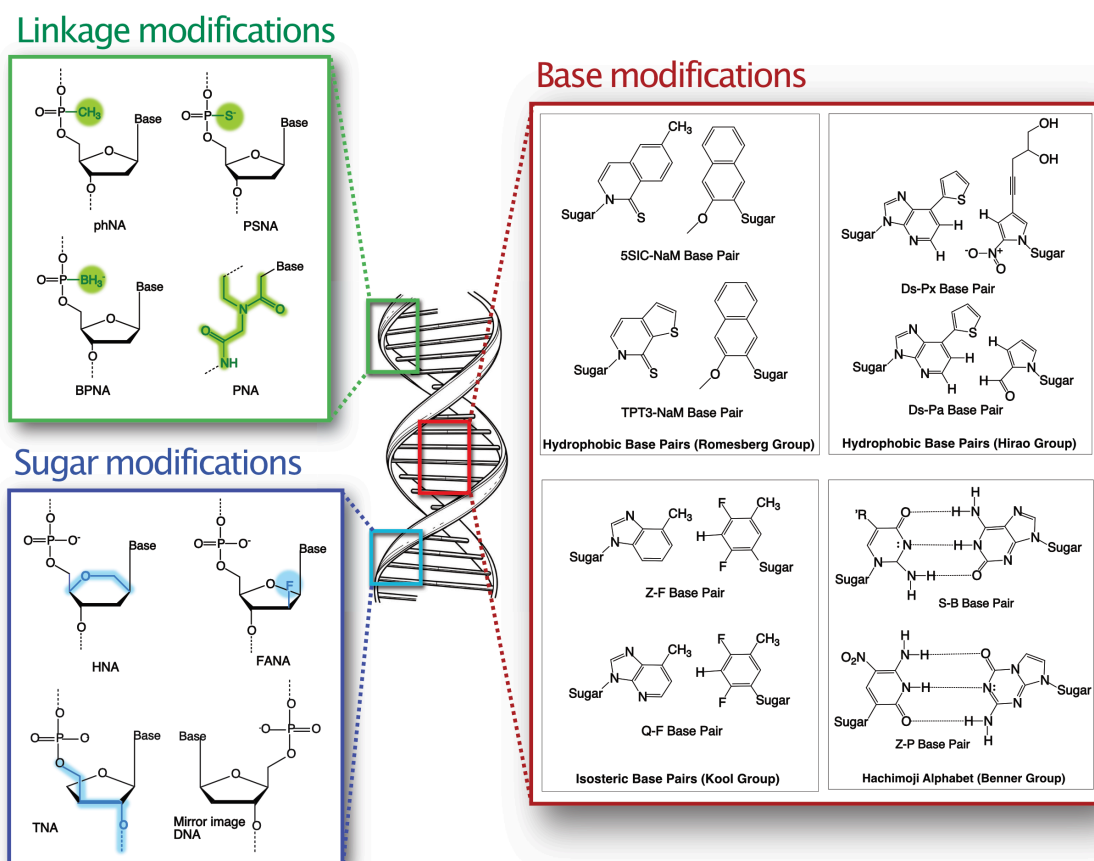 Linkage modifications
O
O=P-CH3
O
Base
O
O
phNA
O
O=P-S-
O
Base
O
O
PSNA
O
O=P-BH3-
O
Base
O
O
BPNA
Base
N
O
O
NH
PNA
Sugar modifications
O
O=P-O-
O
Base
O
O
HNA
O
O=P-O-
O
Base
O
F
O
FANA
O
O=P-O
O
Base
O
O
TNA
O
-O-P=O
O
Base
O
O
Mirror image
DNA
Base modifications
CH3
N
S
Sugar
O
Sugar
5SIC-NaM Base Pair
S
N
S
Sugar
O
Sugar
TPT3-NaM Base Pair
Hydrophobic Base Pairs (Romesberg Group)
OH
OH
S
N
N
H
Sugar
N
H
H
N
-O-N+
O
Sugar
Ds-Px Base Pair
S
N
N
H
Sugar
N
H
H
N
H
O
Sugar
Ds-Pa Base Pair
Hydrophobic Base Pairs (Hirao Group)
N
CH3
N
Sugar
F
CH3
H
F
Sugar
Z-F Base Pair
N
CH3
N
N
Sugar
F
CH3
H
F
Sugar
Q-F Base Pair
Isosteric Base Pairs (Kool Group)
'R
O
H-N
H
N
:N
H-N
N
Sugar
N
N
Sugar
N-H
H
O
N
S-B Base Pair
H
O2N
N-H
O
N
N-H
N:
N
Sugar
N
Sugar
O
H-N
H
Z-P Base Pair
Hachimoji Alphabet (Benner Group)